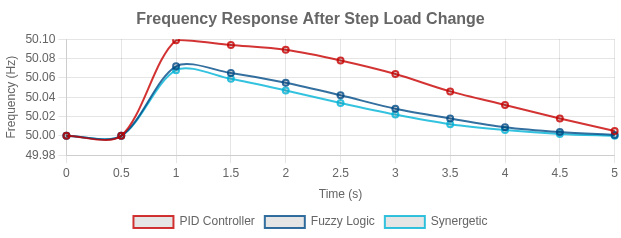 Frequency Response After Step Load Change
Frequency (Hz)
50.10
50.08
50.06
50.04
50.02
50.00
49.98
0 0.5 1 1.5 2 2.5 3 3.5 4 4.5 5
Time (s)
PID Controller Fuzzy Logic Synergetic